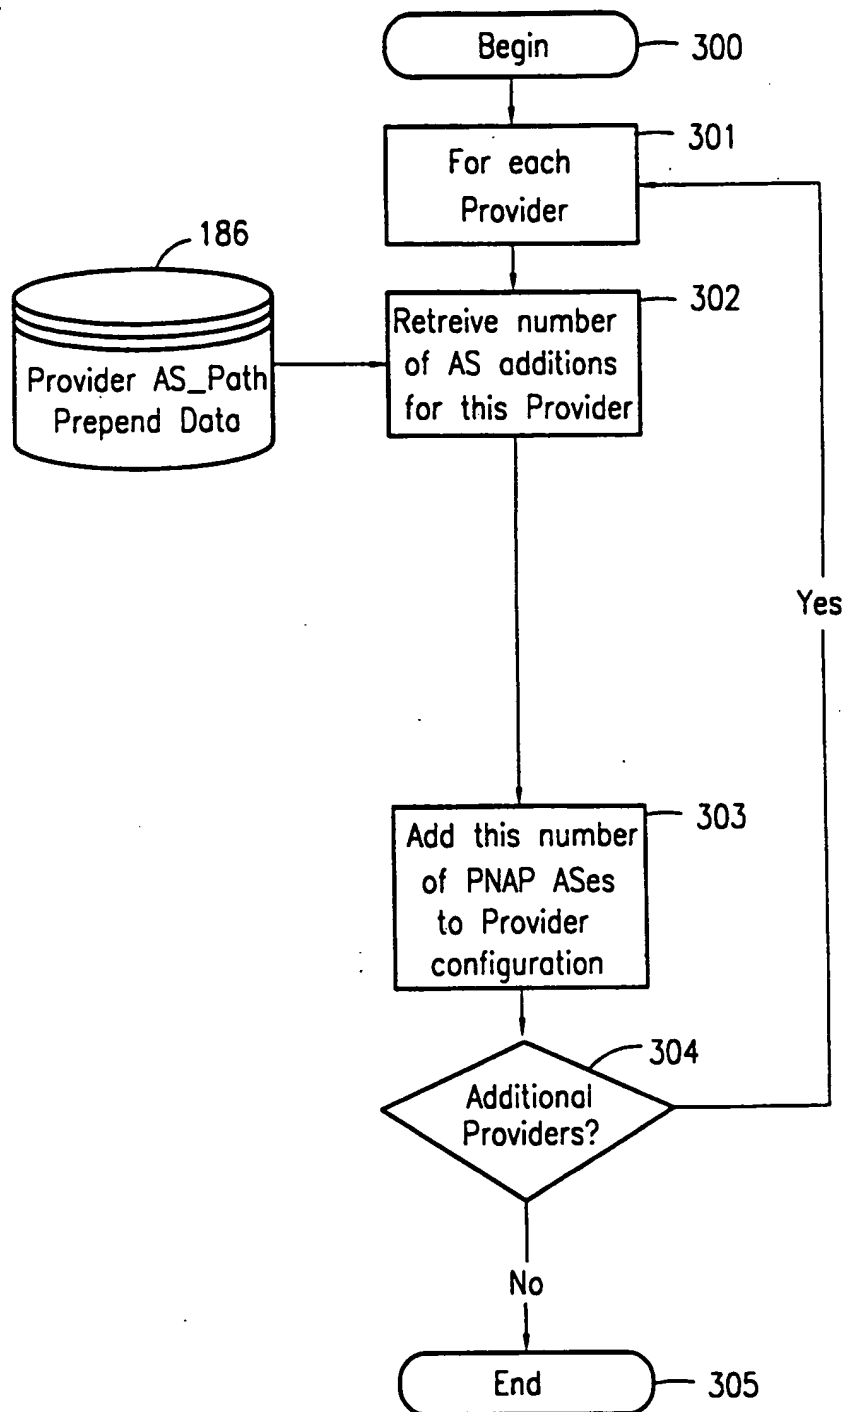 Begin
300
For each
Provider
301
186
Provider AS_Path
Prepend Data
Retreive number
of AS additions
for this Provider
302
Yes
Add this number
of PNAP ASes
to Provider
configuration
303
Additional
Providers?
304
No
End
305